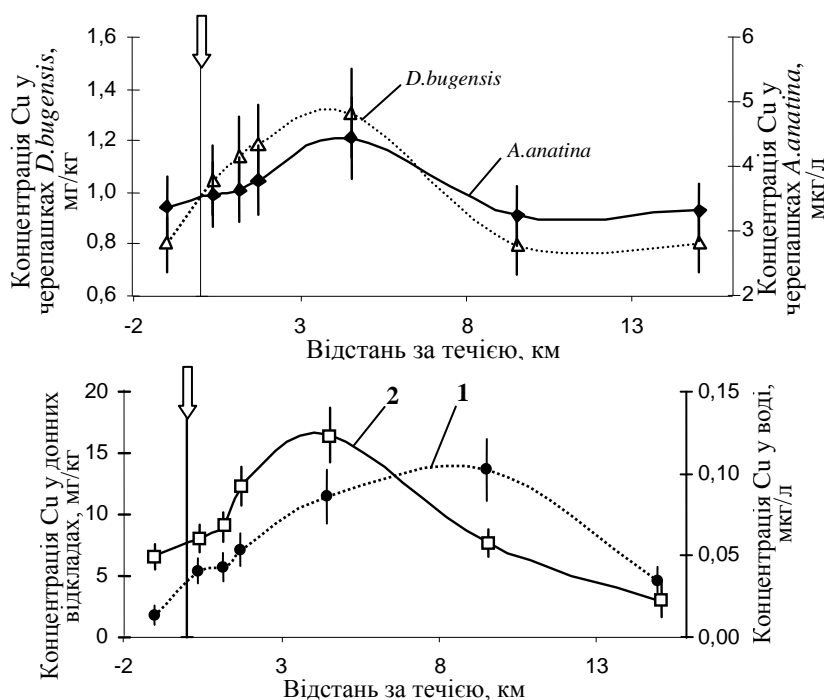 Концентрація Cu у
черепашках D.bugensis,
мг/кг
1,6
1,4
1,2
1,0
0,8
0,6
D.bugensis
A.anatina
6
5
4
3
2
Концентрація Cu у
черепашках A.anatina,
мкг/л
-2 3 8 13
Відстань за течією, км
Концентрація Cu у донних
відкладах, мг/кг
20
15
10
5
0
2 1
0,15
0,10
0,05
0,00
Концентрація Cu у воді,
мкг/л
-2 3 8 13
Відстань за течією, км